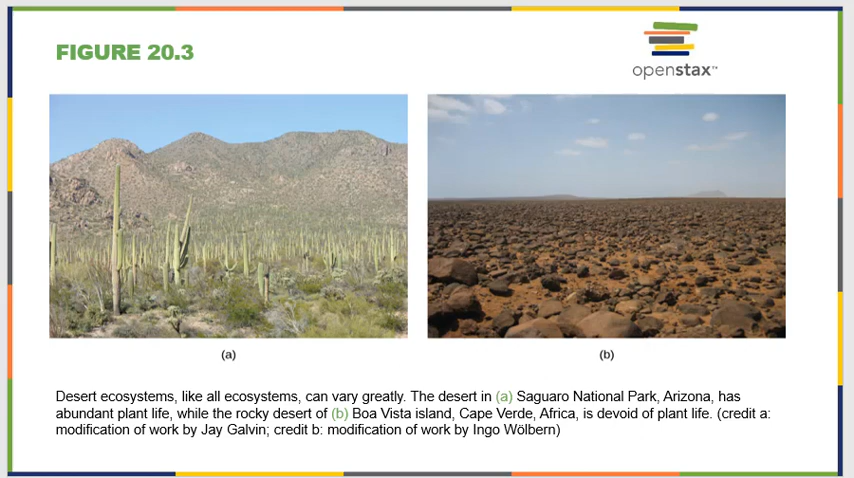 FIGURE 20.3
openstax™
(a)
(b)
Desert ecosystems, like all ecosystems, can vary greatly. The desert in (a) Saguaro National Park, Arizona, has
abundant plant life, while the rocky desert of (b) Boa Vista island, Cape Verde, Africa, is devoid of plant life. (credit a:
modification of work by Jay Galvin; credit b: modification of work by Ingo Wölbern)